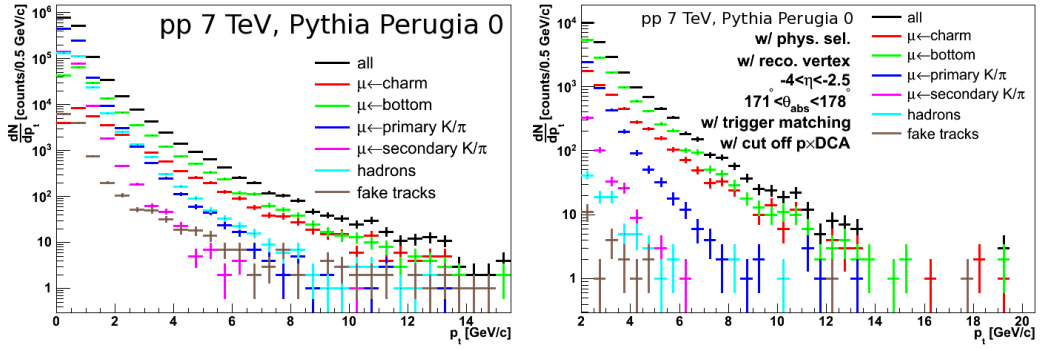 pp 7 TeV, Pythia Perugia 0
all
μ←charm
μ←bottom
μ←primary K/π
μ←secondary K/π
hadrons
fake tracks
dN/dp_t [counts/0.5 GeV/c]
10^6
10^5
10^4
10^3
10^2
10
1
0 2 4 6 8 10 12 14
p_t [GeV/c]
pp 7 TeV, Pythia Perugia 0
w/ phys. sel.
w/ reco. vertex
-4<η<-2.5
171°<θ_abs<178°
w/ trigger matching
w/ cut off p×DCA
all
μ←charm
μ←bottom
μ←primary K/π
μ←secondary K/π
hadrons
fake tracks
dN/dp_t [counts/0.5 GeV/c]
10^4
10^3
10^2
10
1
2 4 6 8 10 12 14 16 18 20
p_t [GeV/c]